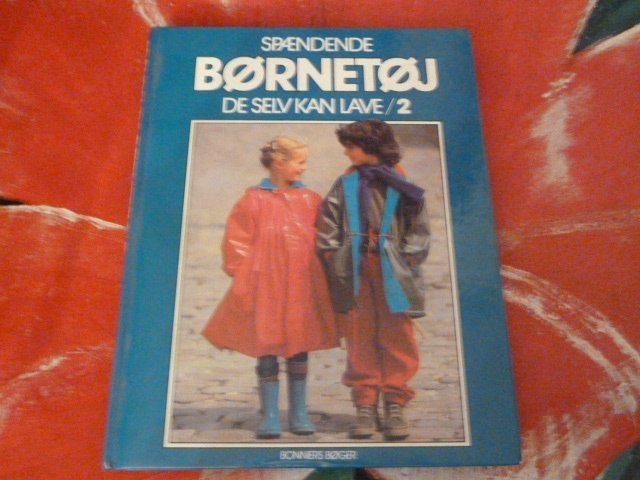 SPÆNDENDE
BØRNETØJ
DE SELV KAN LAVE/2
BONNIERS BØGER